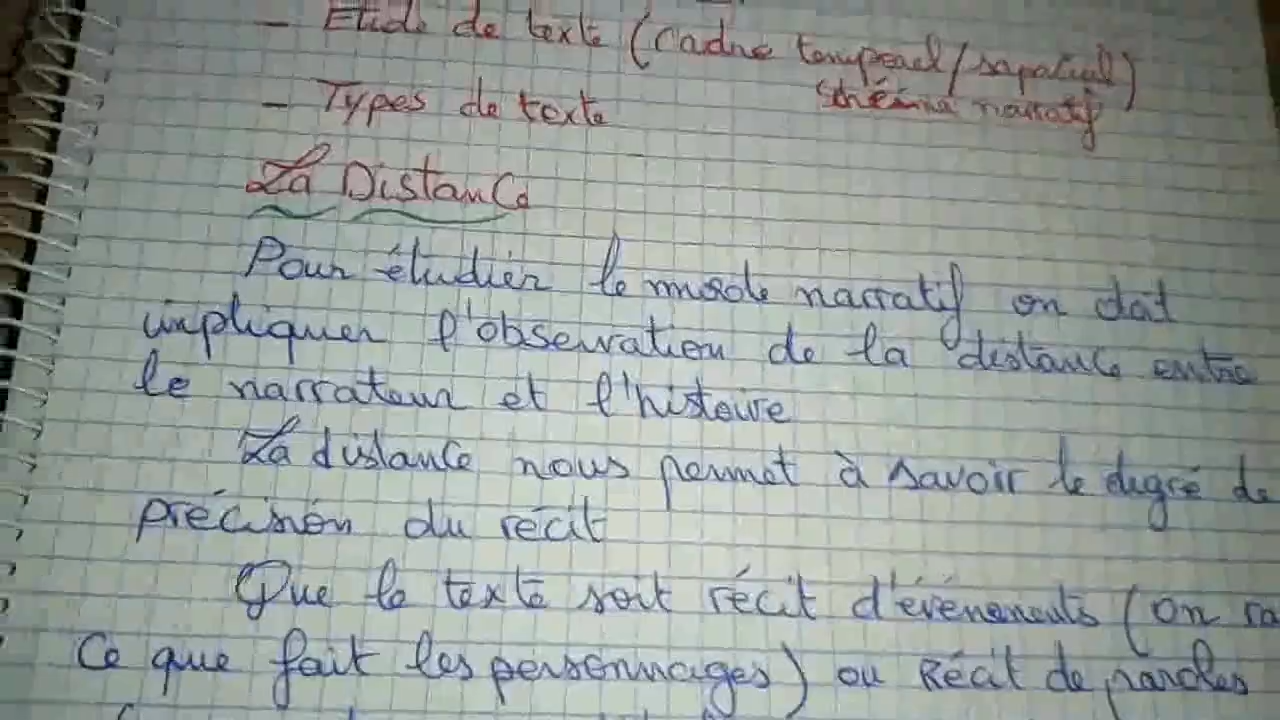 - Etude de texte (Cadre temporel/sapatial)
schéma narratif
- Types de texte
La Distance
Pour étudier le mode narratif on doit
impliquer l'observation de la distance entre
le narrateur et l'histoire
La distance nous permet à savoir le degré de
précision du récit
Que le texte soit récit d'événements (on ra
Ce que fait les personnages) ou Récit de paroles